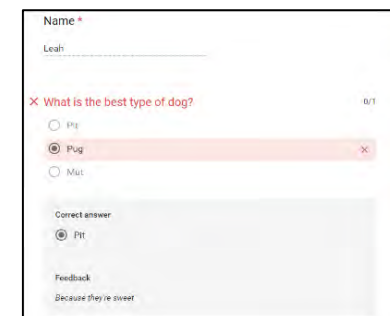 Name *
Leah
What is the best type of dog?
0/1
Pit
Pug
Mut
Correct answer
Pit
Feedback
Because they're sweet